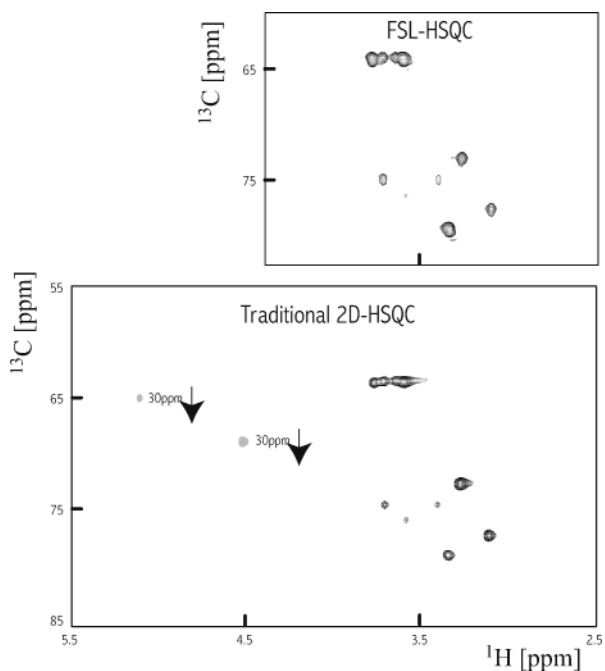 FSL-HSQC
¹³C [ppm]
65
75
55
Traditional 2D-HSQC
¹³C [ppm]
65
30ppm
30ppm
75
85
5.5
4.5
3.5
2.5
¹H [ppm]